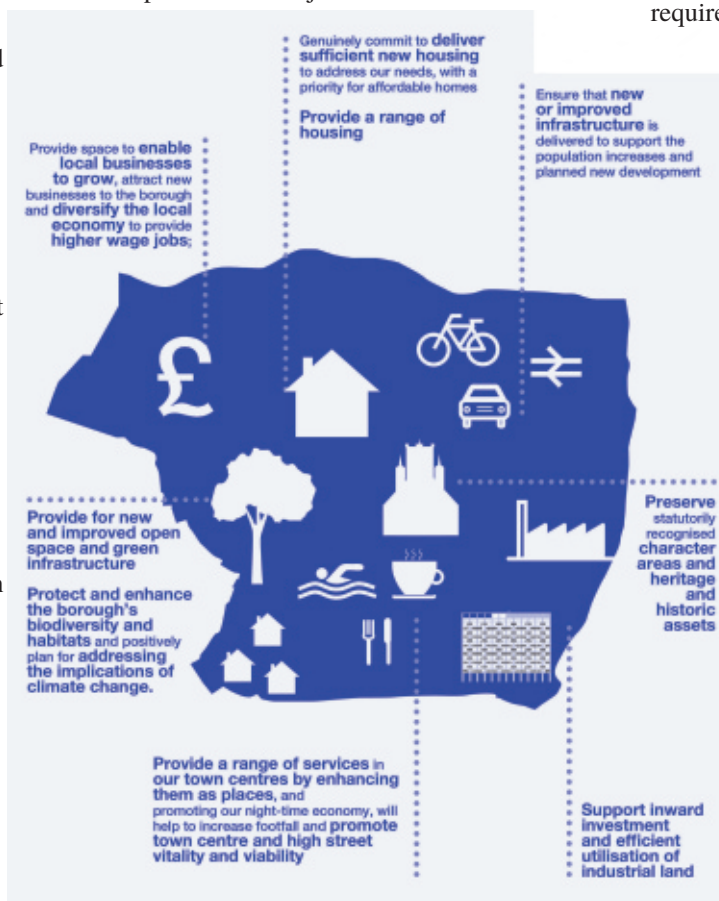 require
Genuinely commit to deliver
sufficient new housing
to address our needs, with a
priority for affordable homes
Provide a range of
housing
Ensure that new
or improved
infrastructure is
delivered to support the
population increases and
planned new development
Provide space to enable
local businesses
to grow, attract new
businesses to the borough
and diversify the local
economy to provide
higher wage jobs;
£
Provide for new
and improved open
space and green
infrastructure
Protect and enhance
the borough's
biodiversity and
habitats and positively
plan for addressing
the implications of
climate change.
Preserve
statutorily
recognised
character
areas and
heritage
and
historic
assets
Provide a range of services in
our town centres by enhancing
them as places, and
promoting our night-time economy, will
help to increase footfall and promote
town centre and high street
vitality and viability
Support inward
investment
and efficient
utilisation of
industrial land